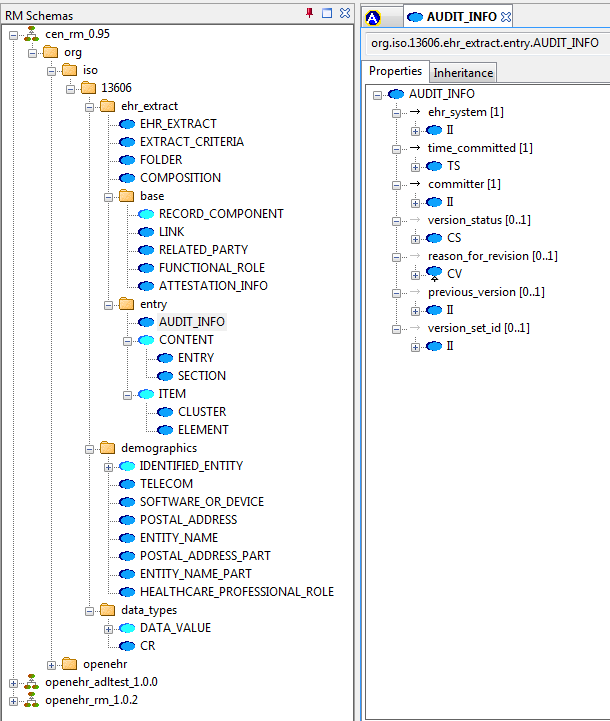 RM Schemas
cen_rm_0.95
org
iso
13606
ehr_extract
EHR_EXTRACT
EXTRACT_CRITERIA
FOLDER
COMPOSITION
base
RECORD_COMPONENT
LINK
RELATED_PARTY
FUNCTIONAL_ROLE
ATTESTATION_INFO
entry
AUDIT_INFO
CONTENT
ENTRY
SECTION
ITEM
CLUSTER
ELEMENT
demographics
IDENTIFIED_ENTITY
TELECOM
SOFTWARE_OR_DEVICE
POSTAL_ADDRESS
ENTITY_NAME
POSTAL_ADDRESS_PART
ENTITY_NAME_PART
HEALTHCARE_PROFESSIONAL_ROLE
data_types
DATA_VALUE
CR
openehr
openehr_adltest_1.0.0
openehr_rm_1.0.2
A
AUDIT_INFO
org.iso.13606.ehr_extract.entry.AUDIT_INFO
Properties Inheritance
AUDIT_INFO
ehr_system [1]
II
time_committed [1]
TS
committer [1]
II
version_status [0..1]
CS
reason_for_revision [0..1]
CV
previous_version [0..1]
II
version_set_id [0..1]
II